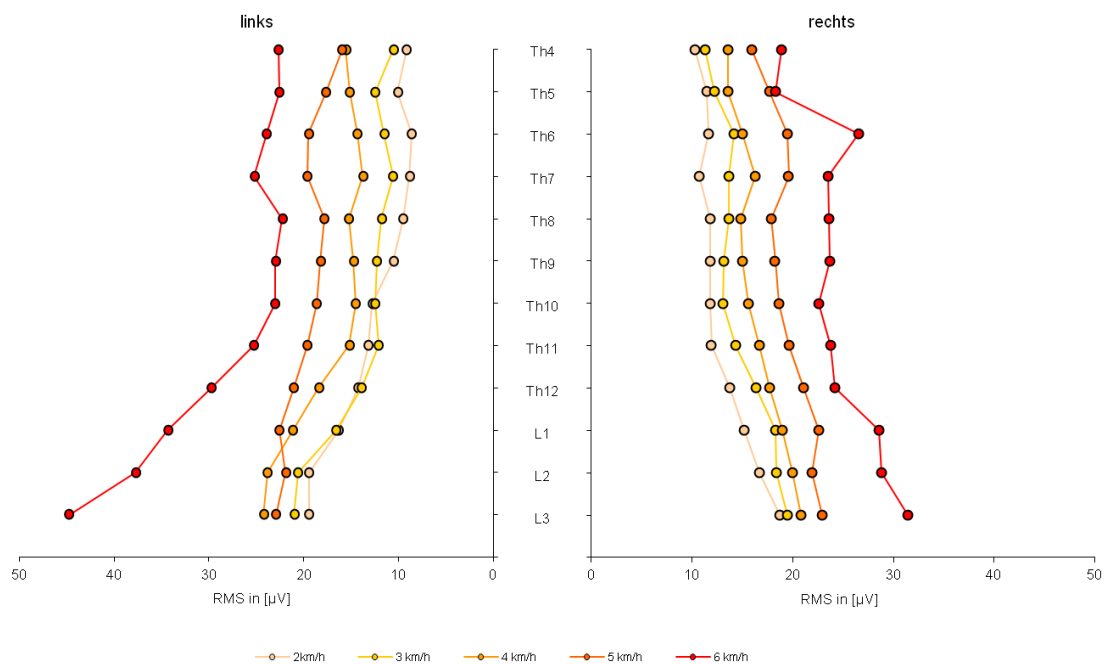 links rechts
Th4
Th5
Th6
Th7
Th8
Th9
Th10
Th11
Th12
L1
L2
L3
50 40 30 20 10 0 0 10 20 30 40 50
RMS in [µV] RMS in [µV]
2km/h 3 km/h 4 km/h 5 km/h 6 km/h